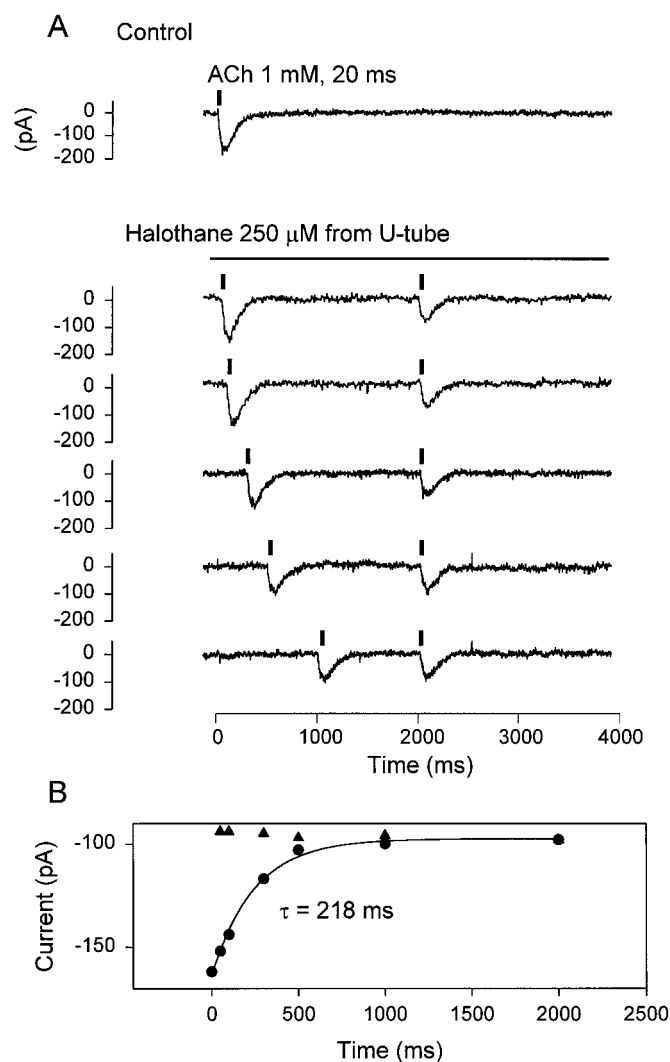 A
Control
ACh 1 mM, 20 ms
(pA)
0
-100
-200
Halothane 250 μM from U-tube
0
-100
-200
0
-100
-200
0
-100
-200
0
-100
-200
0
-100
-200
0 1000 2000 3000 4000
Time (ms)
B
Current (pA)
-100
-150
τ = 218 ms
0 500 1000 1500 2000 2500
Time (ms)